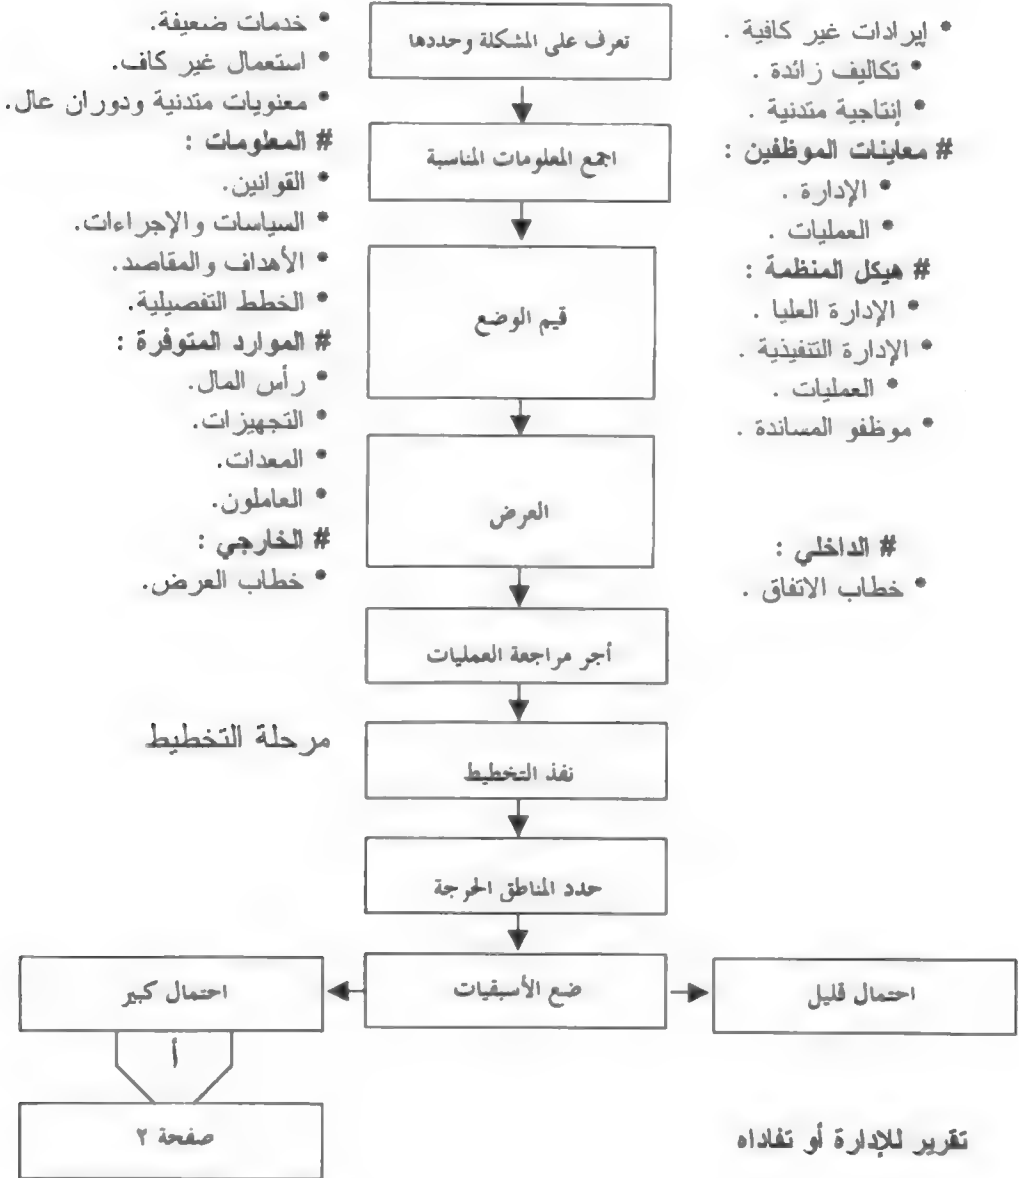 * إيرادات غير كافية .
* تكاليف زائدة .
* إنتاجية متدنية .
# معاينات الموظفين :
* الإدارة .
* العمليات .
# هيكل المنظمة :
* الإدارة العليا .
* الإدارة التنفيذية .
* العمليات .
* موظفو المساندة .
# الداخلي :
* خطاب الاتفاق .
تعرف على المشكلة وحددها
اجمع المعلومات المناسبة
قيم الوضع
العرض
أجر مراجعة العمليات
نفذ التخطيط
حدد المناطق الحرجة
ضع الأسبقيات
* خدمات ضعيفة.
* استعمال غير كاف.
* معنويات متدنية ودوران عال.
# المعلومات :
* القوانين.
* السياسات والإجراءات.
* الأهداف والمقاصد.
* الخطط التفصيلية.
# الموارد المتوفرة :
* رأس المال.
* التجهيزات.
* المعدات.
* العاملون.
# الخارجي :
* خطاب العرض.
مرحلة التخطيط
احتمال قليل
احتمال كبير
أ
صفحة ٢
تقرير للإدارة أو تفاداه